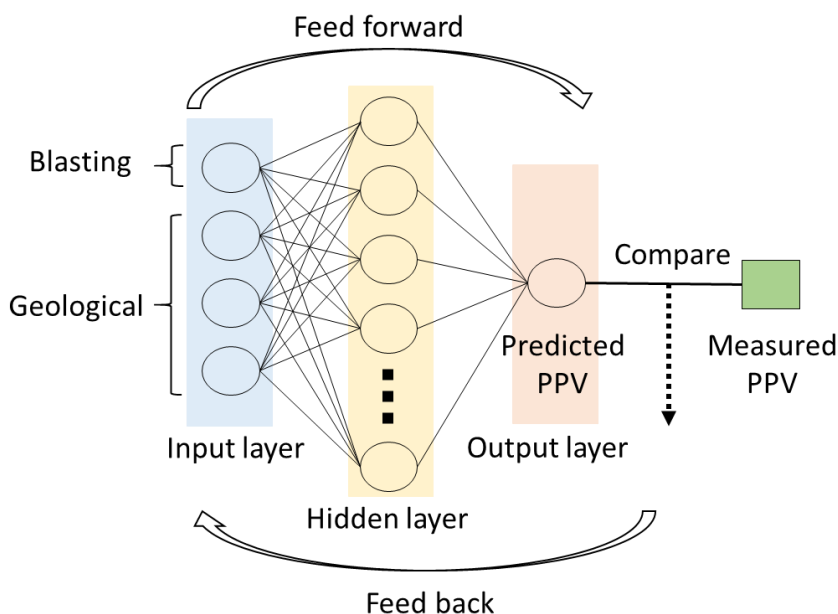 Feed forward
Blasting
Geological
Compare
Predicted
PPV
Measured
PPV
Input layer
Output layer
Hidden layer
Feed back